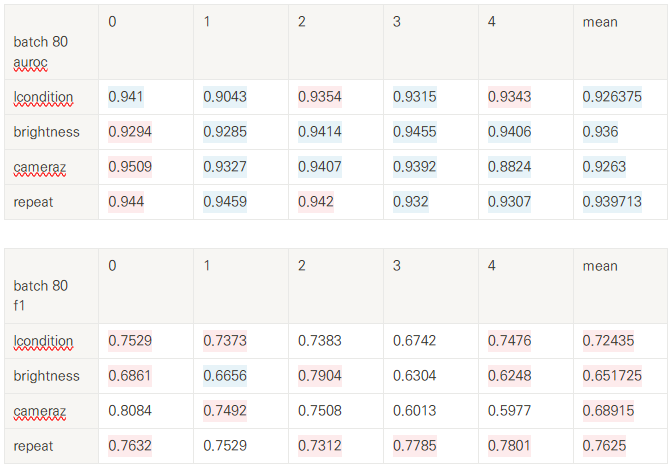 0 1 2 3 4 mean
batch 80
auroc
lcondition 0.941 0.9043 0.9354 0.9315 0.9343 0.926375
brightness 0.9294 0.9285 0.9414 0.9455 0.9406 0.936
cameraz 0.9509 0.9327 0.9407 0.9392 0.8824 0.9263
repeat 0.944 0.9459 0.942 0.932 0.9307 0.939713
0 1 2 3 4 mean
batch 80
f1
lcondition 0.7529 0.7373 0.7383 0.6742 0.7476 0.72435
brightness 0.6861 0.6656 0.7904 0.6304 0.6248 0.651725
cameraz 0.8084 0.7492 0.7508 0.6013 0.5977 0.68915
repeat 0.7632 0.7529 0.7312 0.7785 0.7801 0.7625